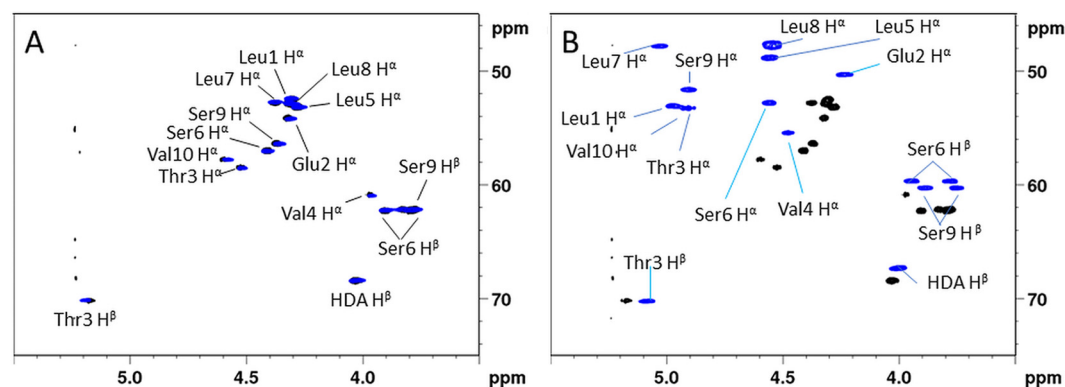 A
ppm
50
60
70
Leu1 Hα
Leu8 Hα
Leu7 Hα
Leu5 Hα
Ser9 Hα
Ser6 Hα
Glu2 Hα
Val10 Hα
Thr3 Hα
Ser9 Hβ
Val4 Hα
Ser6 Hβ
HDA Hβ
Thr3 Hβ
5.0
4.5
4.0
ppm
B
ppm
50
60
70
Leu8 Hα
Leu5 Hα
Leu7 Hα
Ser9 Hα
Glu2 Hα
Leu1 Hα
Val10 Hα
Thr3 Hα
Ser6 Hβ
Ser6 Hα
Val4 Hα
Ser9 Hβ
Thr3 Hβ
HDA Hβ
5.0
4.5
4.0
ppm